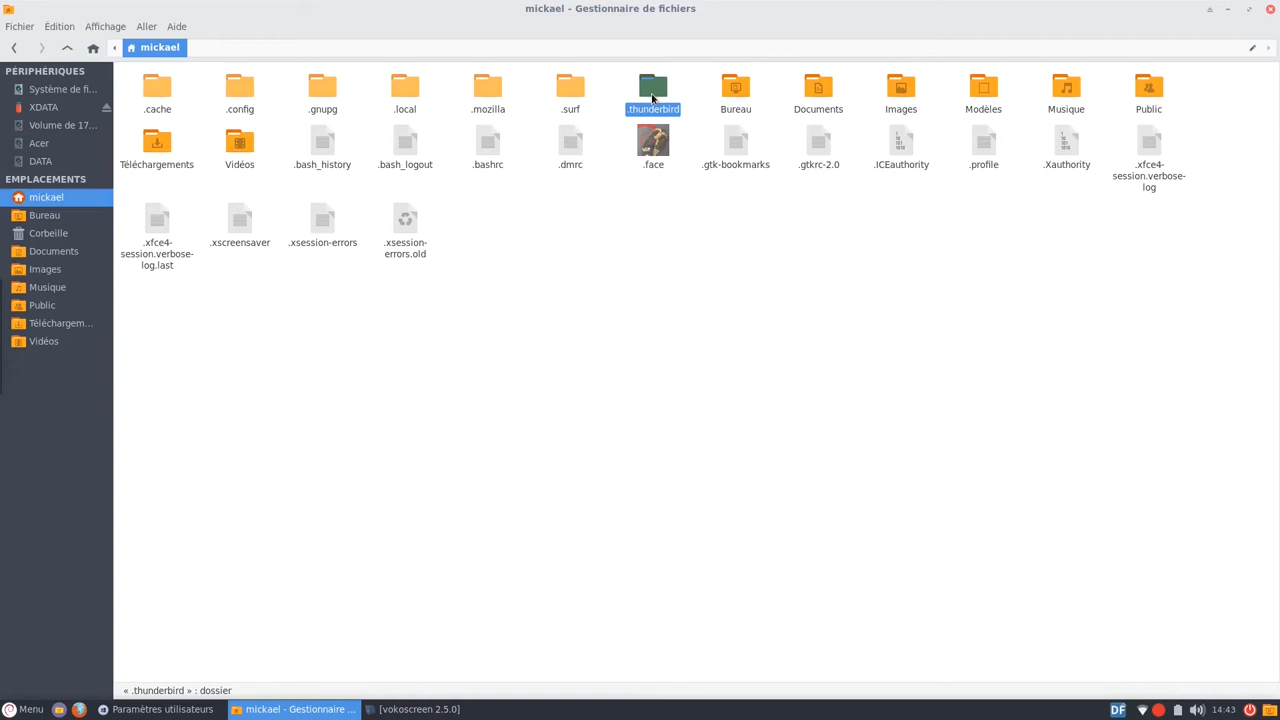 mickael - Gestionnaire de fichiers
Fichier Édition Affichage Aller Aide
mickael
PÉRIPHÉRIQUES
Système de fi...
XDATA
Volume de 17...
Acer
DATA
EMPLACEMENTS
mickael
Bureau
Corbeille
Documents
Images
Musique
Public
Téléchargem...
Vidéos
.cache .config .gnupg .local .mozilla .surf .thunderbird Bureau Documents Images Modèles Musique Public
Téléchargements Vidéos .bash_history .bash_logout .bashrc .dmrc .face .gtk-bookmarks .gtkrc-2.0 .ICEauthority .profile .Xauthority .xfce4-
session.verbose-
log
.xfce4-
session.verbose-
log.last
.xscreensaver .xsession-errors .xsession-
errors.old
« .thunderbird » : dossier
Menu Paramètres utilisateurs mickael - Gestionnaire ... [vokoscreen 2.5.0] DF 14:43